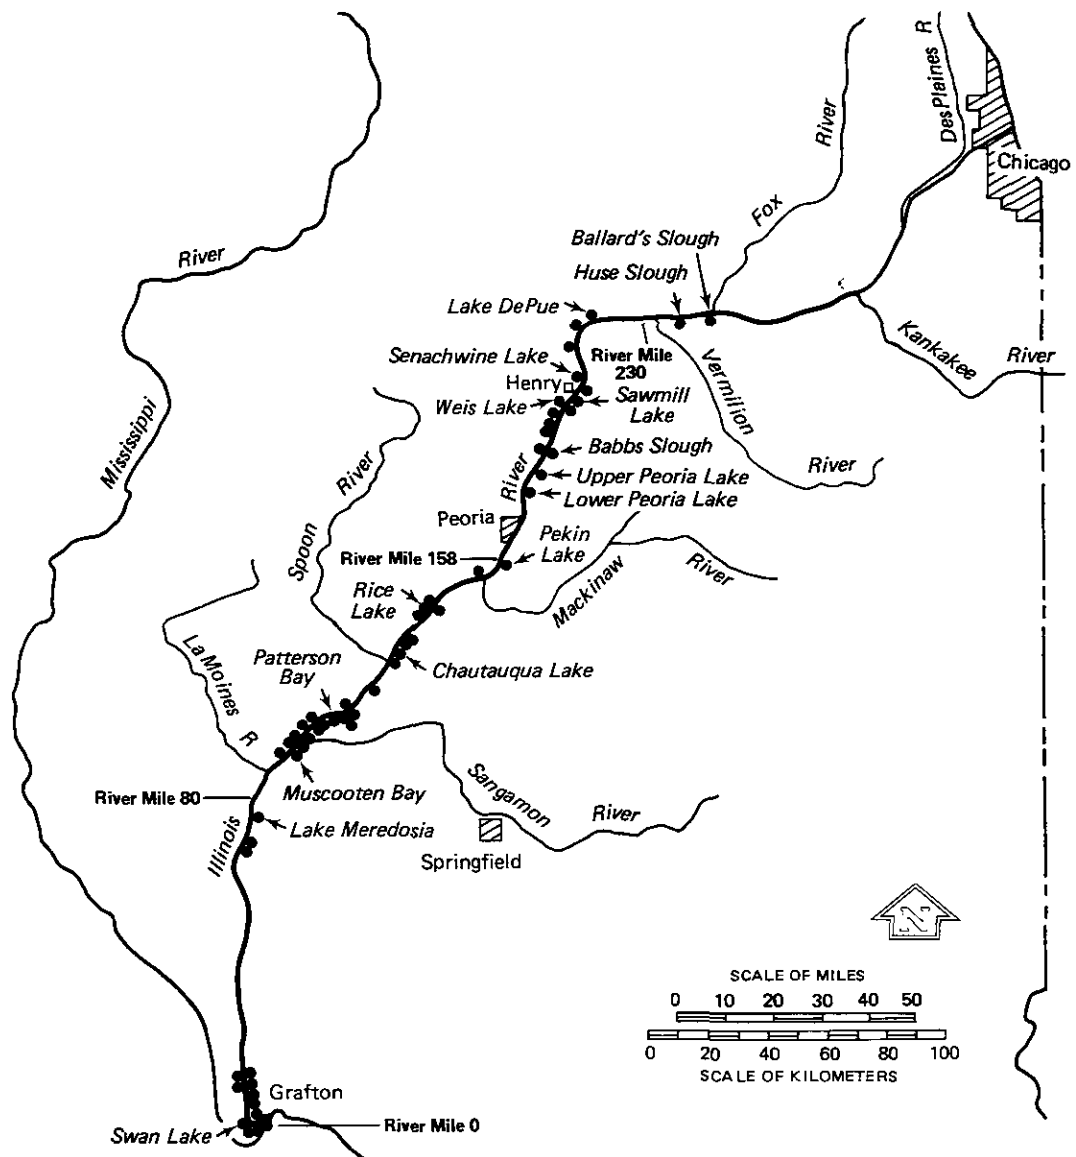 Des Plaines R
Chicago
River
Fox
Ballard's Slough
Huse Slough
River
Lake DePue
Senachwine Lake
River Mile
230
Kankakee
River
Henry
Vermilion
Weis Lake
Sawmill
Lake
Mississippi
Babbs Slough
River
River
Upper Peoria Lake
River
Lower Peoria Lake
Peoria
Pekin
Lake
Spoon
River Mile 158
Rice
Lake
Mackinaw
River
La Moines
R
Patterson
Bay
Chautauqua Lake
River Mile 80
Muscooten Bay
Sangamon
River
Illinois
Lake Meredosia
Springfield
N
SCALE OF MILES
0 10 20 30 40 50
0 20 40 60 80 100
SCALE OF KILOMETERS
Grafton
Swan Lake
River Mile 0